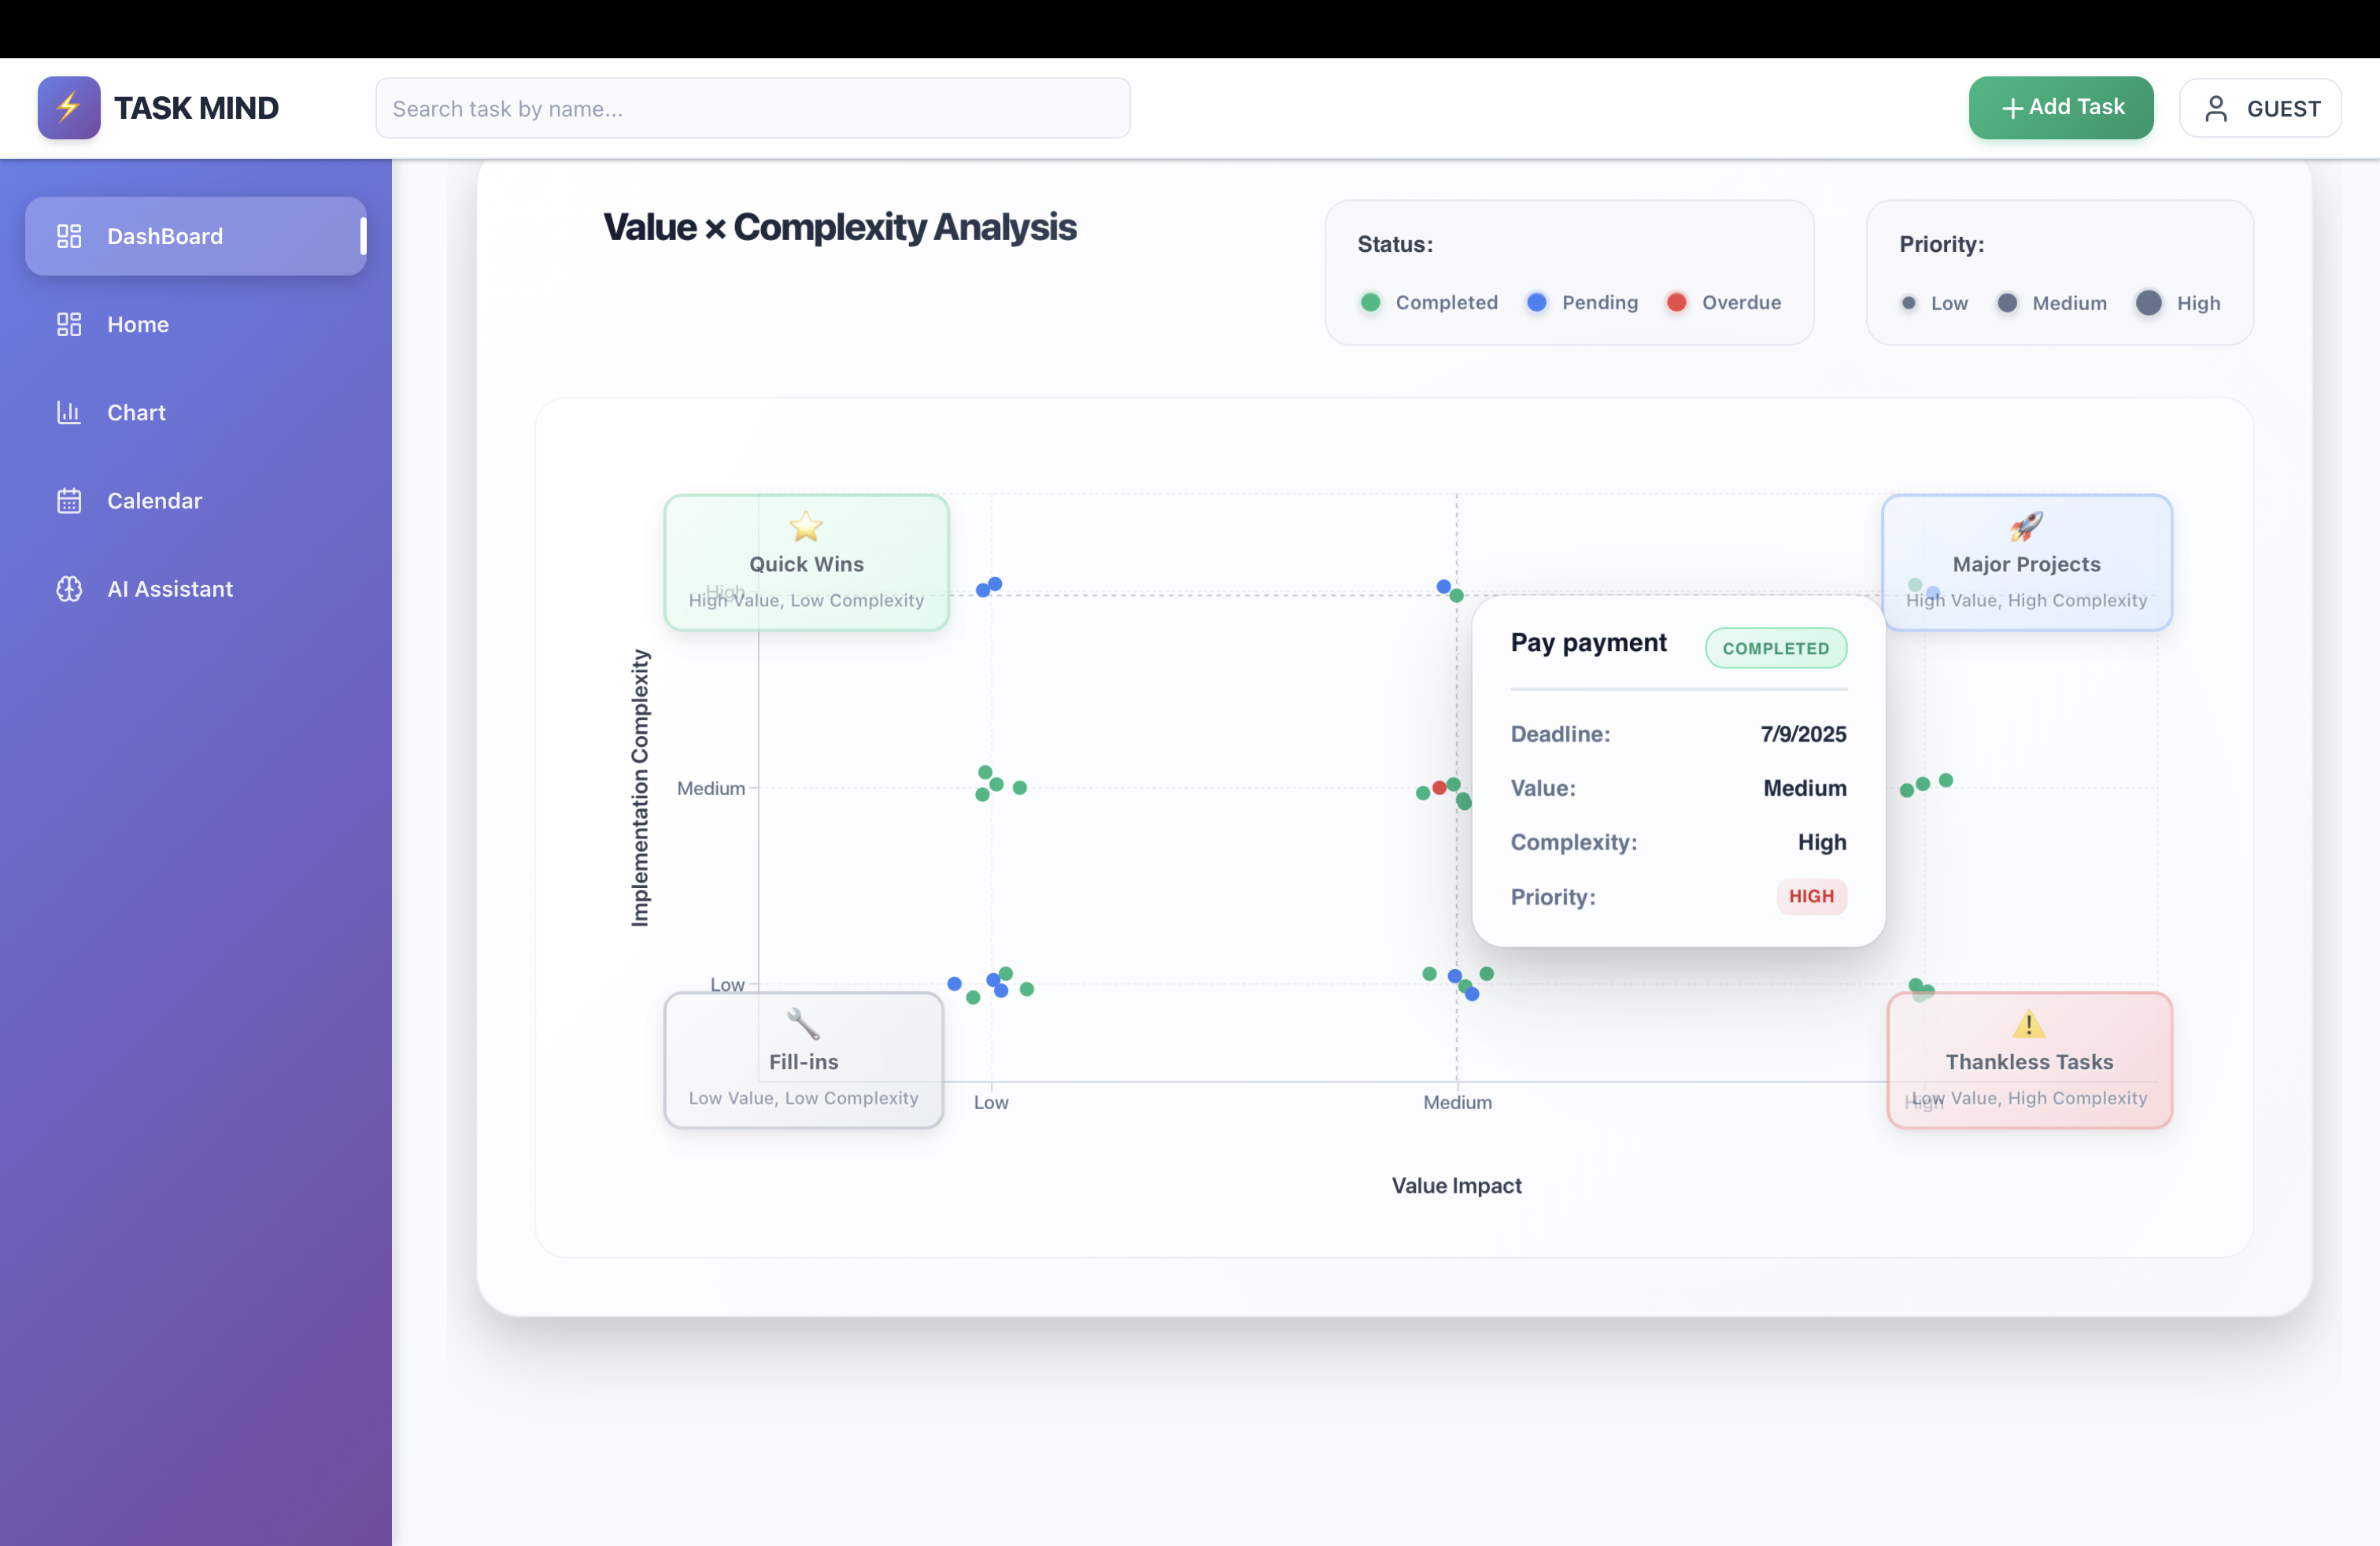 TASK MIND
Search task by name...
Add Task
GUEST
DashBoard
Home
Chart
Calendar
AI Assistant
Value × Complexity Analysis
Status:
Completed
Pending
Overdue
Priority:
Low
Medium
High
Quick Wins
High
High Value, Low Complexity
Major Projects
High Value, High Complexity
Implementation Complexity
Medium
Low
Pay payment
COMPLETED
Deadline:
7/9/2025
Value:
Medium
Complexity:
High
Priority:
HIGH
Fill-ins
Low Value, Low Complexity
Thankless Tasks
Low Value, High Complexity
Low
Medium
High
Value Impact